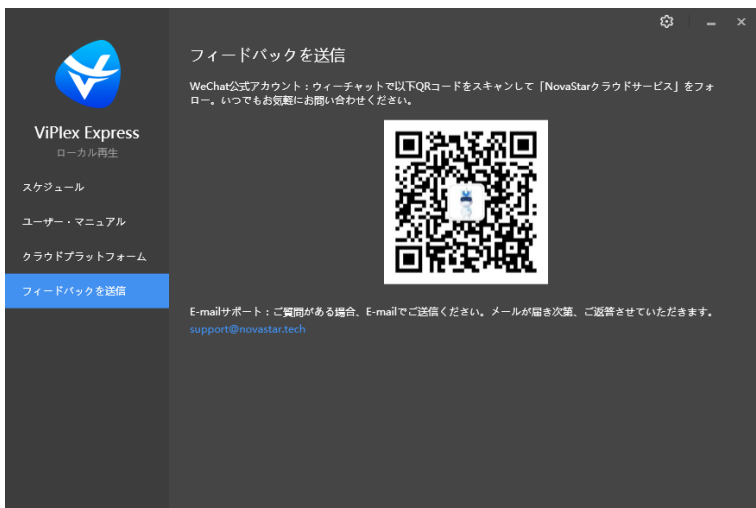 ViPlex Express
ローカル再生
スケジュール
ユーザー・マニュアル
クラウドプラットフォーム
フィードバックを送信
フィードバックを送信
WeChat公式アカウント：ウィーチャットで以下QRコードをスキャンして「NovaStarクラウドサービス」をフォ
ロー。いつでもお気軽にお問い合わせください。
E-mailサポート：ご質問がある場合、E-mailでご送信ください。メールが届き次第、ご返答させていただきます。
support@novastar.tech